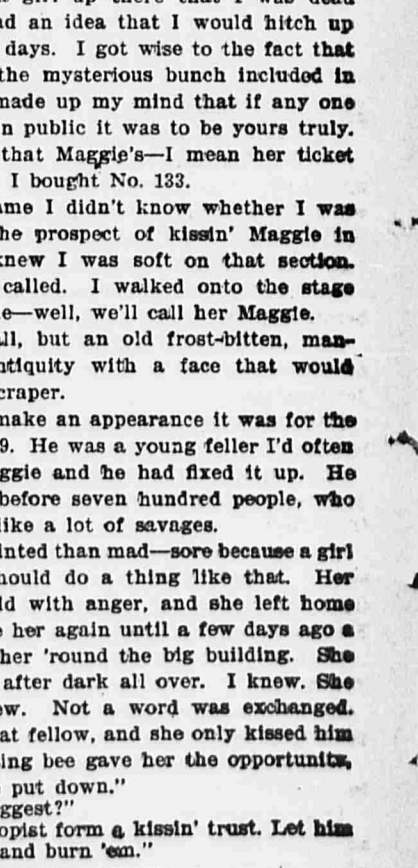 nd an idea that I would hitch up
days. I got wise to the fact that
the mysterious bunch included in
made up my mind that if any one
n public it was to be yours truly.
that Maggie's—I mean her ticket
I bought No. 133.
ame I didn't know whether I was
he prospect of kissin' Maggie in
knew I was soft on that section.
called. I walked onto the stage
e—well, we'll call her Maggie.
ll, but an old frost-bitten, man-
ntiquity with a face that would
craper.
make an appearance it was for the
9. He was a young feller I'd often
ggie and he had fixed it up. He
before seven hundred people, who
like a lot of savages.
inted than mad—sore because a girl
hould do a thing like that. Her
ld with anger, and she left home
e her again until a few days ago a
her 'round the big building. She
after dark all over. I knew. She
ew. Not a word was exchanged.
at fellow, and she only kissed him
ing bee gave her the opportunity,
put down."
ggest?"
opist form a kissin' trust. Let him
and burn 'em."